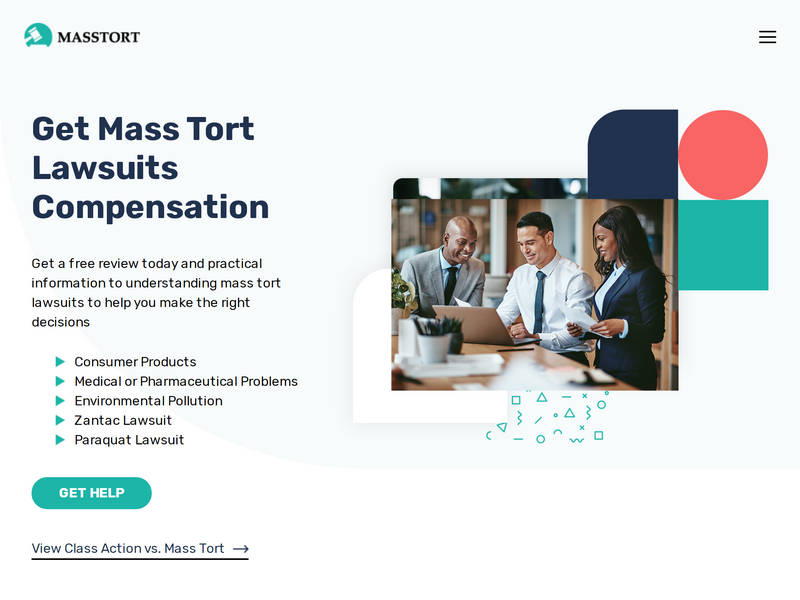 MASSTORT
Get Mass Tort
Lawsuits
Compensation
Get a free review today and practical
information to understanding mass tort
lawsuits to help you make the right
decisions
Consumer Products
Medical or Pharmaceutical Problems
Environmental Pollution
Zantac Lawsuit
Paraquat Lawsuit
GET HELP
View Class Action vs. Mass Tort